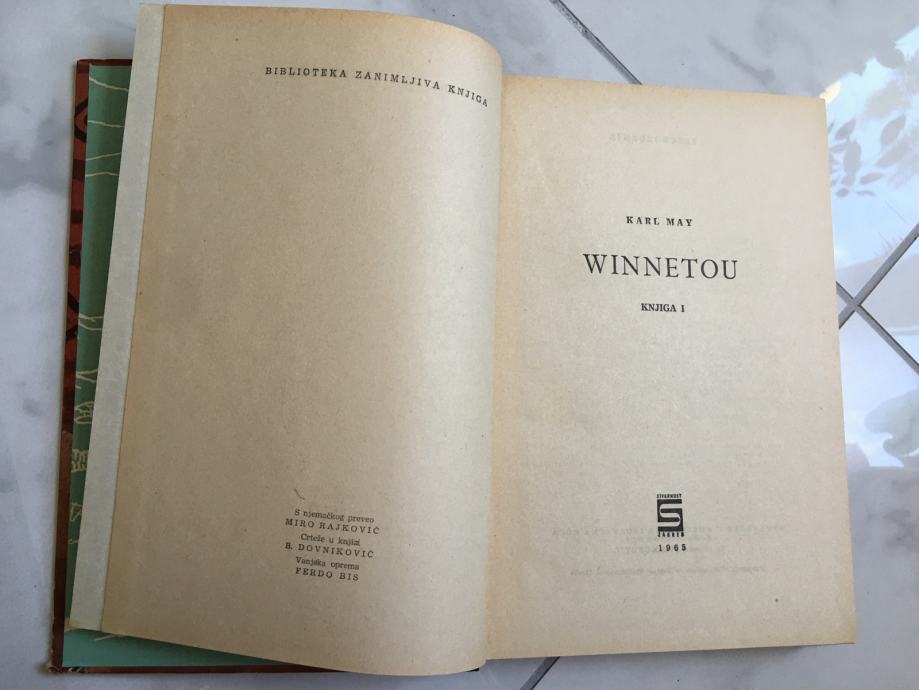 BIBLIOTEKA ZANIMLJIVA KNJIGA
S njemačkog preveo
MIRO RAJKOVIĆ
Crteže u knjizi
B. DOVNIKOVIĆ
Vanjska oprema
FERDO BIS
KARL MAY
WINNETOU
KNJIGA I
STVARNOST
S
ZAGREB
1965